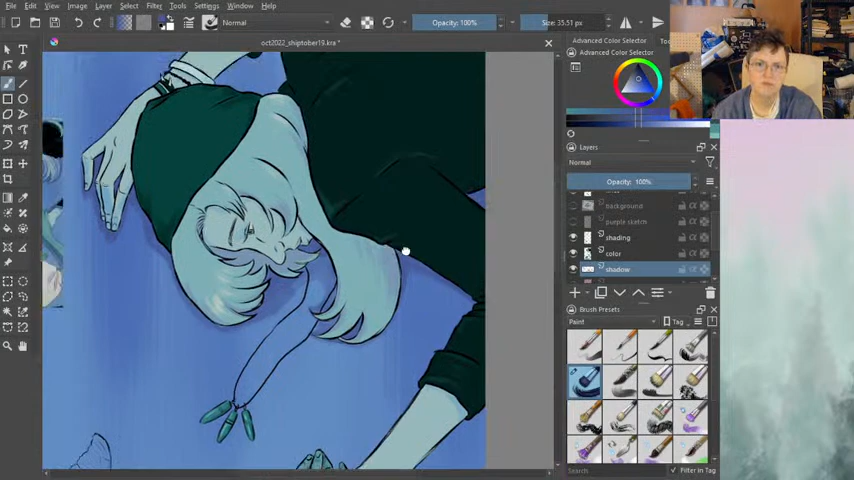 File Edit View Image Layer Select Filter Tools Settings Window Help
Normal
Opacity: 100%
Size: 35.51 px
oct2022_shiptober19.kra *
Advanced Color Selector
Advanced Color Selector
Layers
Normal
Opacity: 100%
background
purple sketch
shading
color
shadow
Brush Presets
Paint
Tag
Search
Filter in Tag